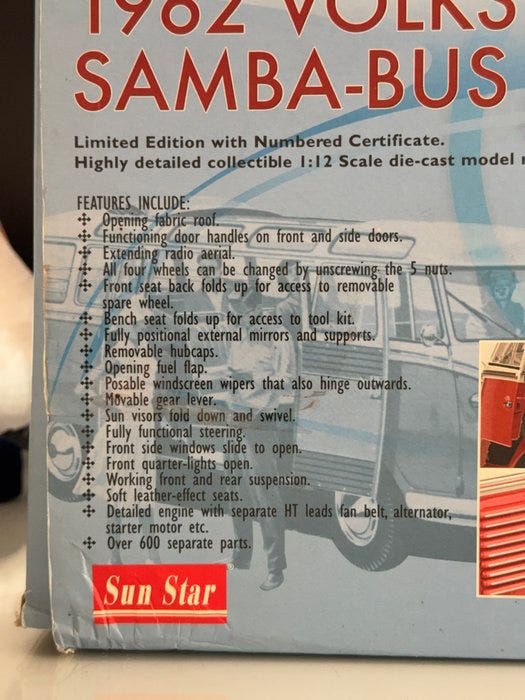 1962 VOLKS
SAMBA-BUS
Limited Edition with Numbered Certificate.
Highly detailed collectible 1:12 Scale die-cast model
FEATURES INCLUDE:
Opening fabric roof.
Functioning door handles on front and side doors.
Extending radio aerial.
All four wheels can be changed by unscrewing the 5 nuts.
Front seat back folds up for access to removable
spare wheel.
Bench seat folds up for access to tool kit.
Fully positional external mirrors and supports.
Removable hubcaps.
Opening fuel flap.
Posable windscreen wipers that also hinge outwards.
Movable gear lever.
Sun visors fold down and swivel.
Fully functional steering.
Front side windows slide to open.
Front quarter-lights open.
Working front and rear suspension.
Soft leather-effect seats.
Detailed engine with separate HT leads fan belt, alternator,
starter motor etc.
Over 600 separate parts.
Sun Star